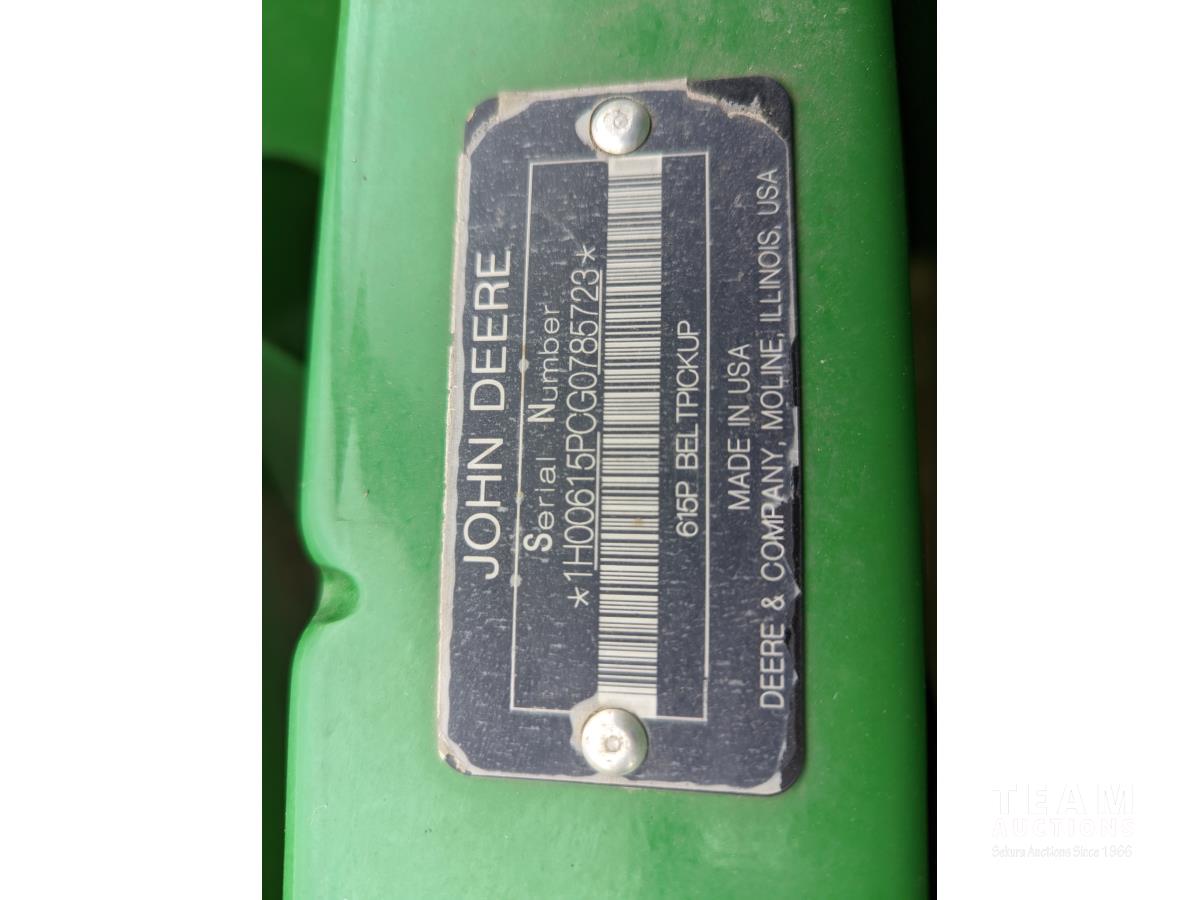 JOHN DEERE
Serial Number
*1H00615PCG0785723*
615P BELTPICKUP
MADE IN USA
DEERE & COMPANY, MOLINE, ILLINOIS, USA
TEAM
AUCTIONS
Sekura Auctions Since 1966